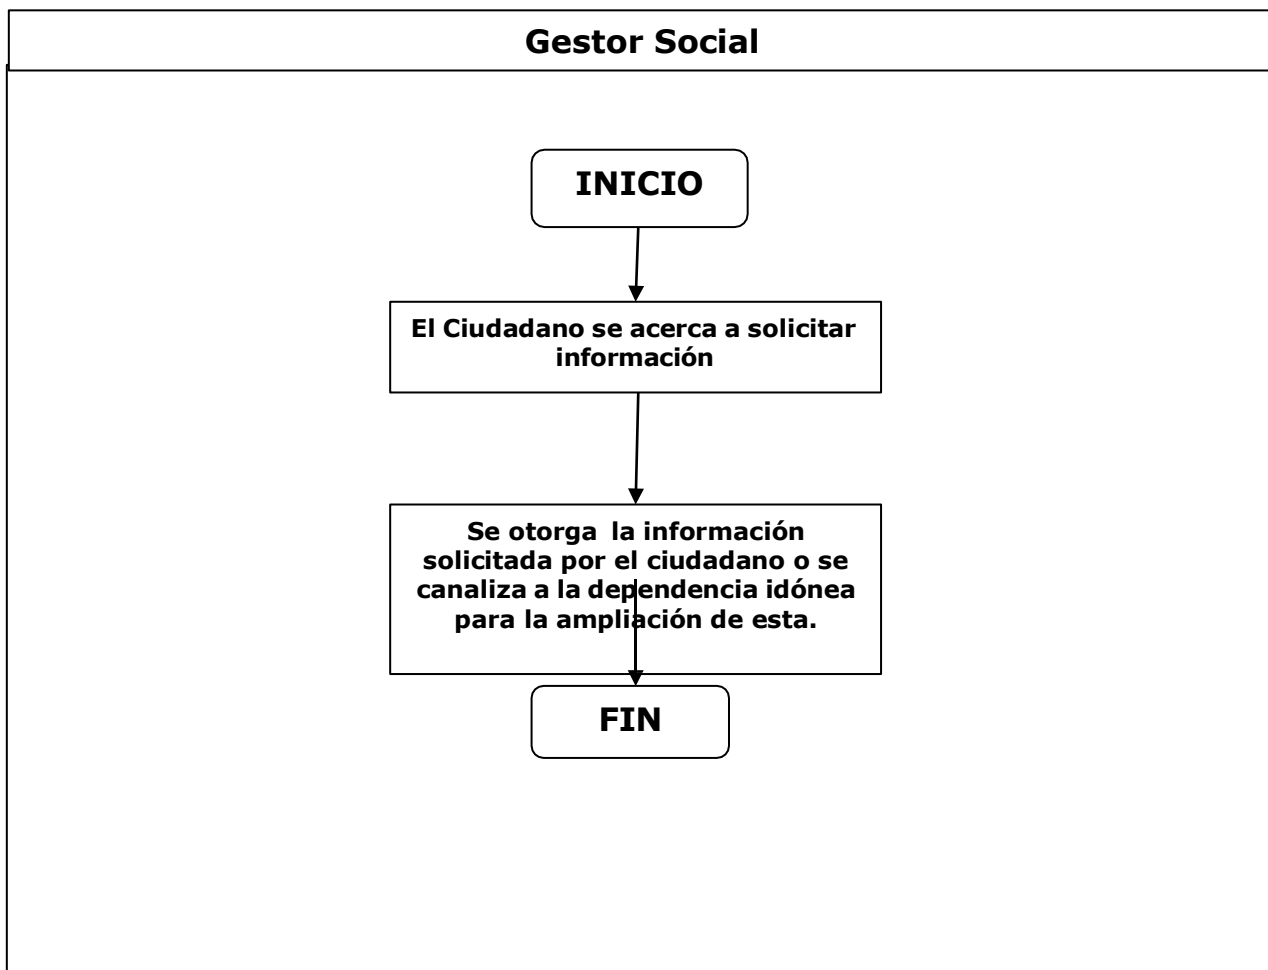 Gestor Social
INICIO
El Ciudadano se acerca a solicitar
información
Se otorga  la información
solicitada por el ciudadano o se
canaliza a la dependencia idónea
para la ampliación de esta.
FIN